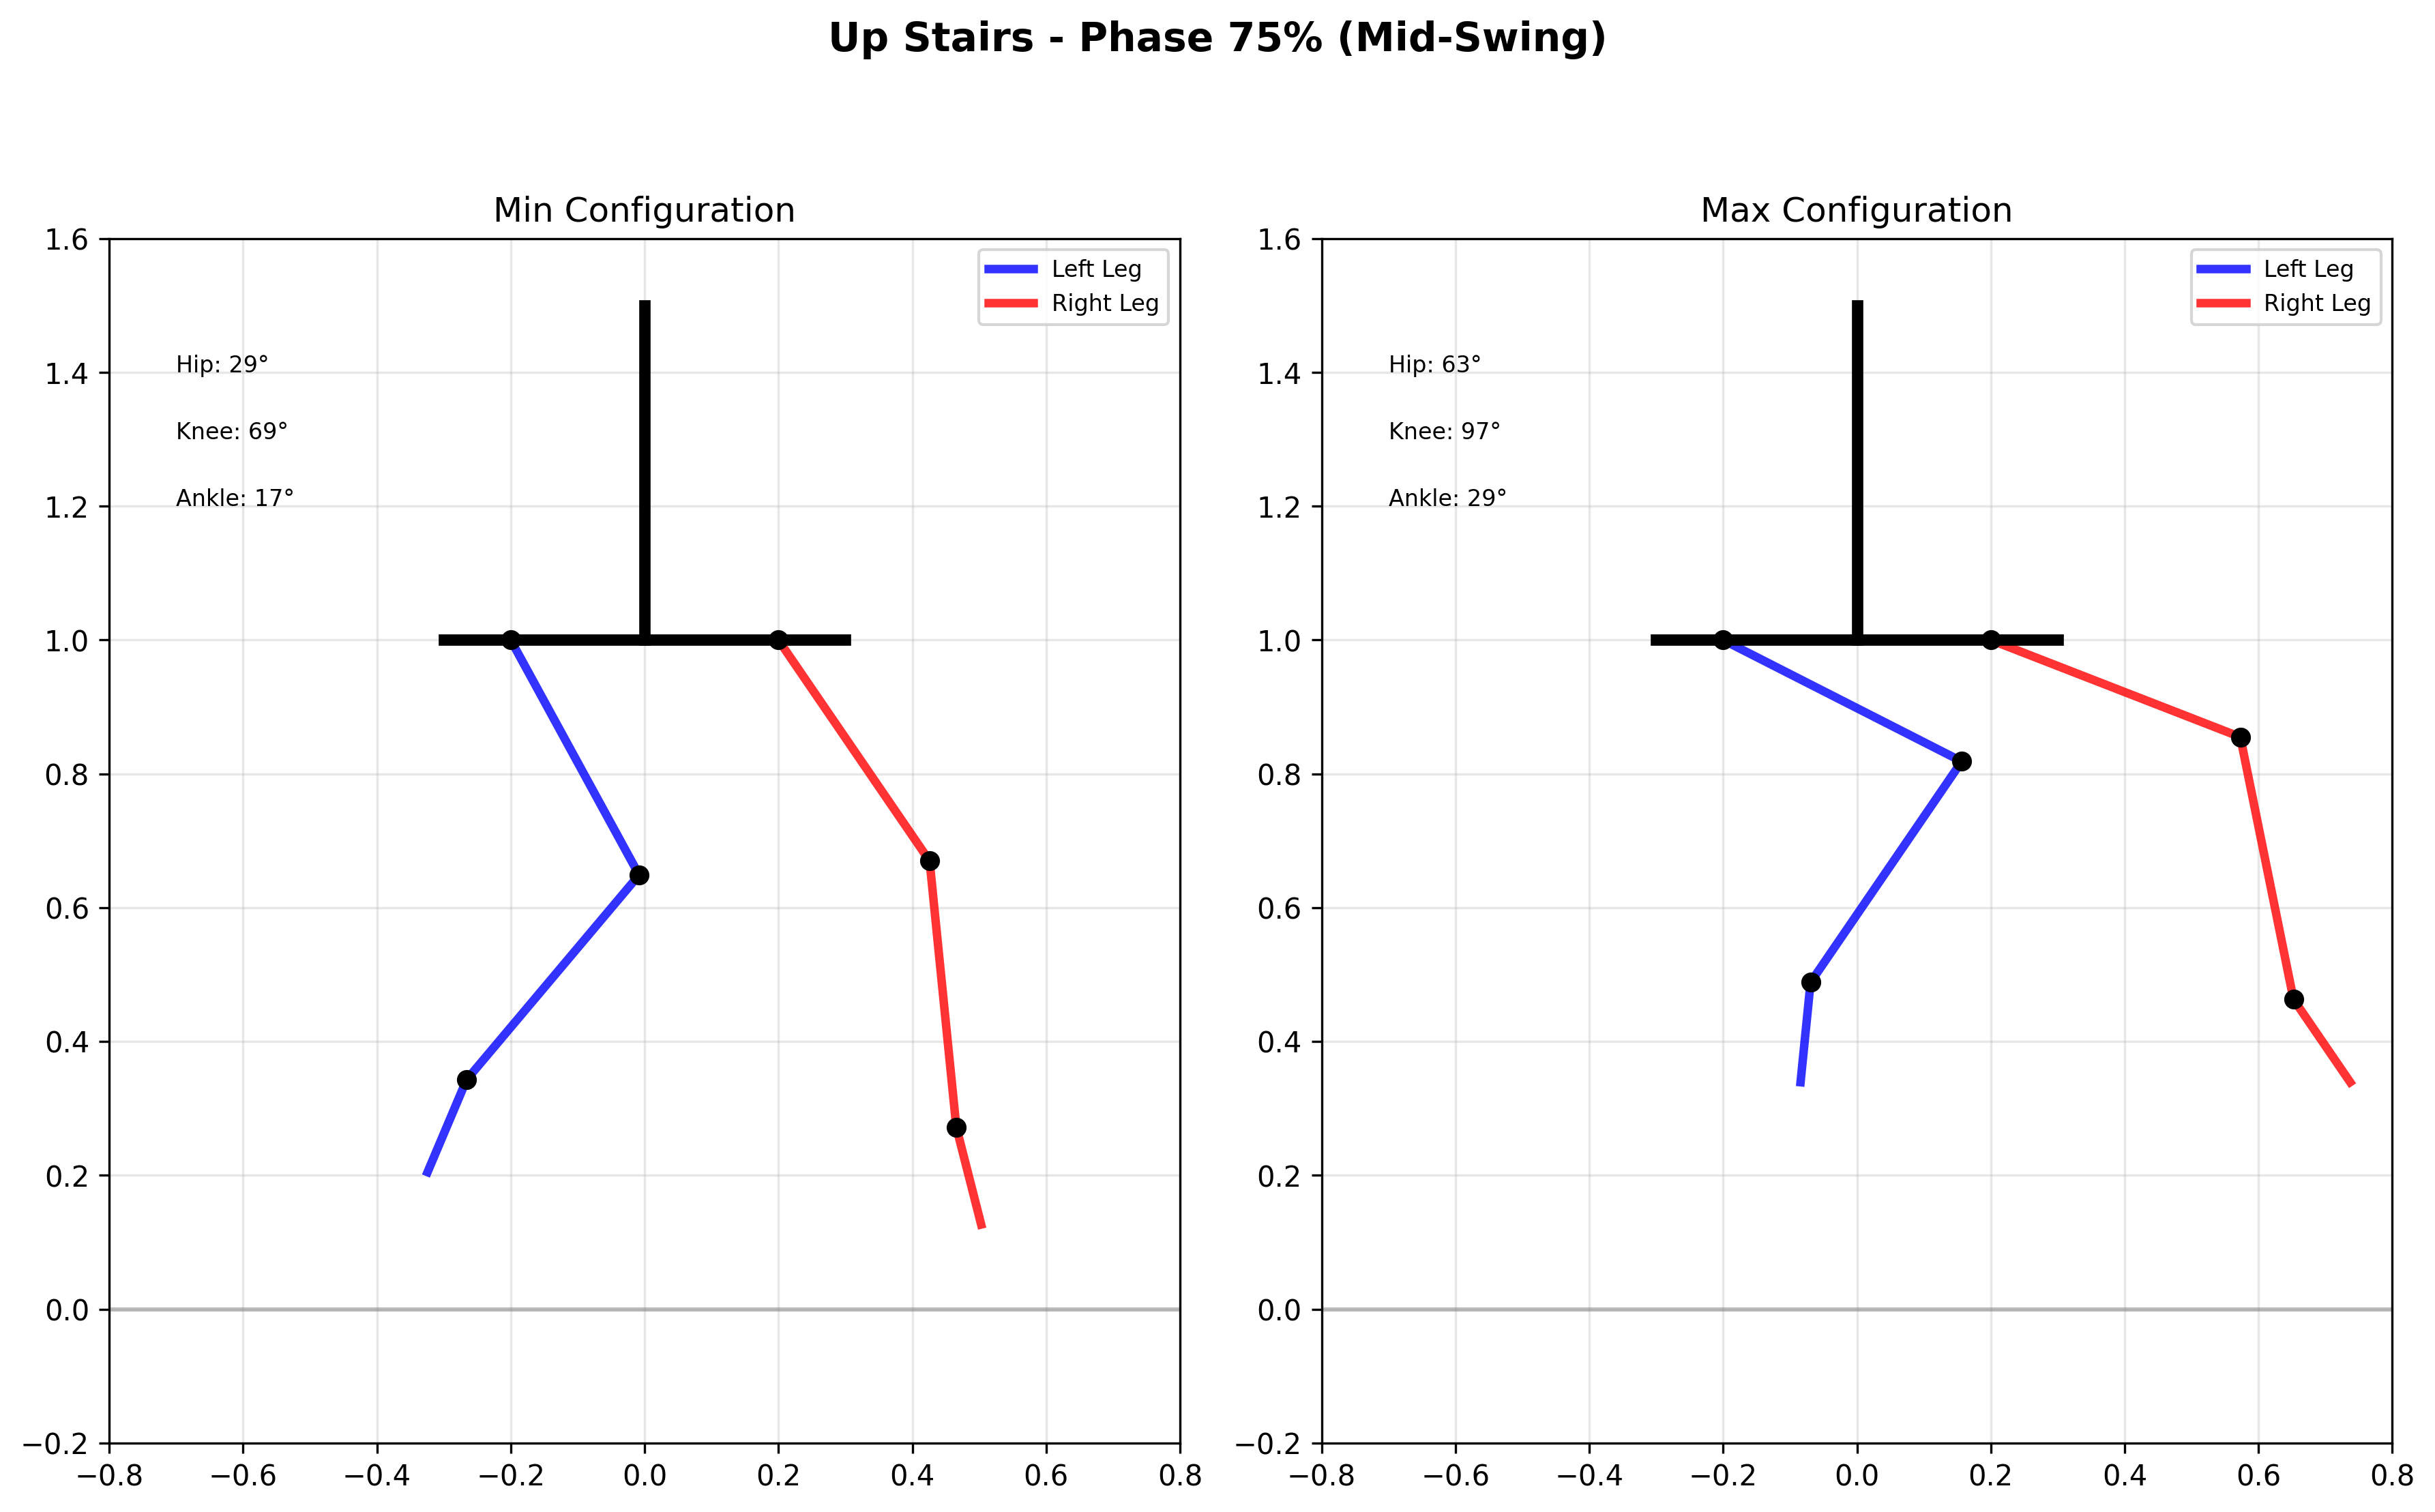 Up Stairs - Phase 75% (Mid-Swing)
Min Configuration
Left Leg
Right Leg
Hip: 29°
Knee: 69°
Ankle: 17°
1.6
1.4
1.2
1.0
0.8
0.6
0.4
0.2
0.0
−0.2
−0.8
−0.6
−0.4
−0.2
0.0
0.2
0.4
0.6
0.8
Max Configuration
Left Leg
Right Leg
Hip: 63°
Knee: 97°
Ankle: 29°
1.6
1.4
1.2
1.0
0.8
0.6
0.4
0.2
0.0
−0.2
−0.8
−0.6
−0.4
−0.2
0.0
0.2
0.4
0.6
0.8